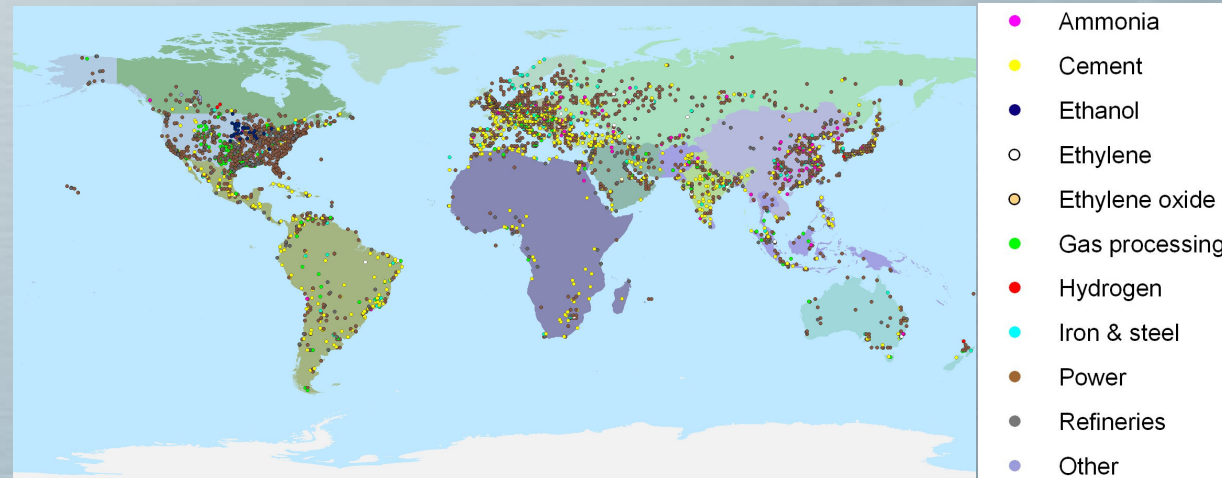 Ammonia
Cement
Ethanol
Ethylene
Ethylene oxide
Gas processing
Hydrogen
Iron & steel
Power
Refineries
Other